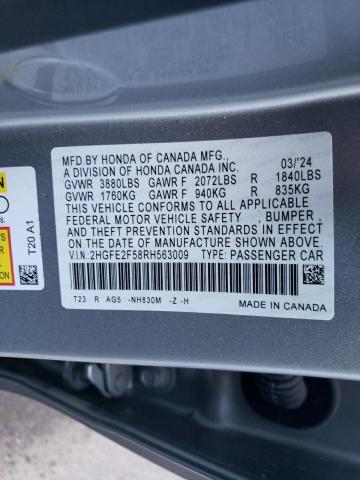 MFD.BY HONDA OF CANADA MFG.,
A DIVISION OF HONDA CANADA INC. 03/'24
GVWR 3880LBS GAWR F 2072LBS R 1840LBS
GVWR 1760KG GAWR F 940KG R 835KG
THIS VEHICLE CONFORMS TO ALL APPLICABLE
FEDERAL MOTOR VEHICLE SAFETY , BUMPER ,
AND THEFT PREVENTION STANDARDS IN EFFECT
ON THE DATE OF MANUFACTURE SHOWN ABOVE.
V.I.N:2HGFE2F58RH563009 TYPE: PASSENGER CAR
T23 R AG5 -NH830M -Z -H
MADE IN CANADA
T20 A1